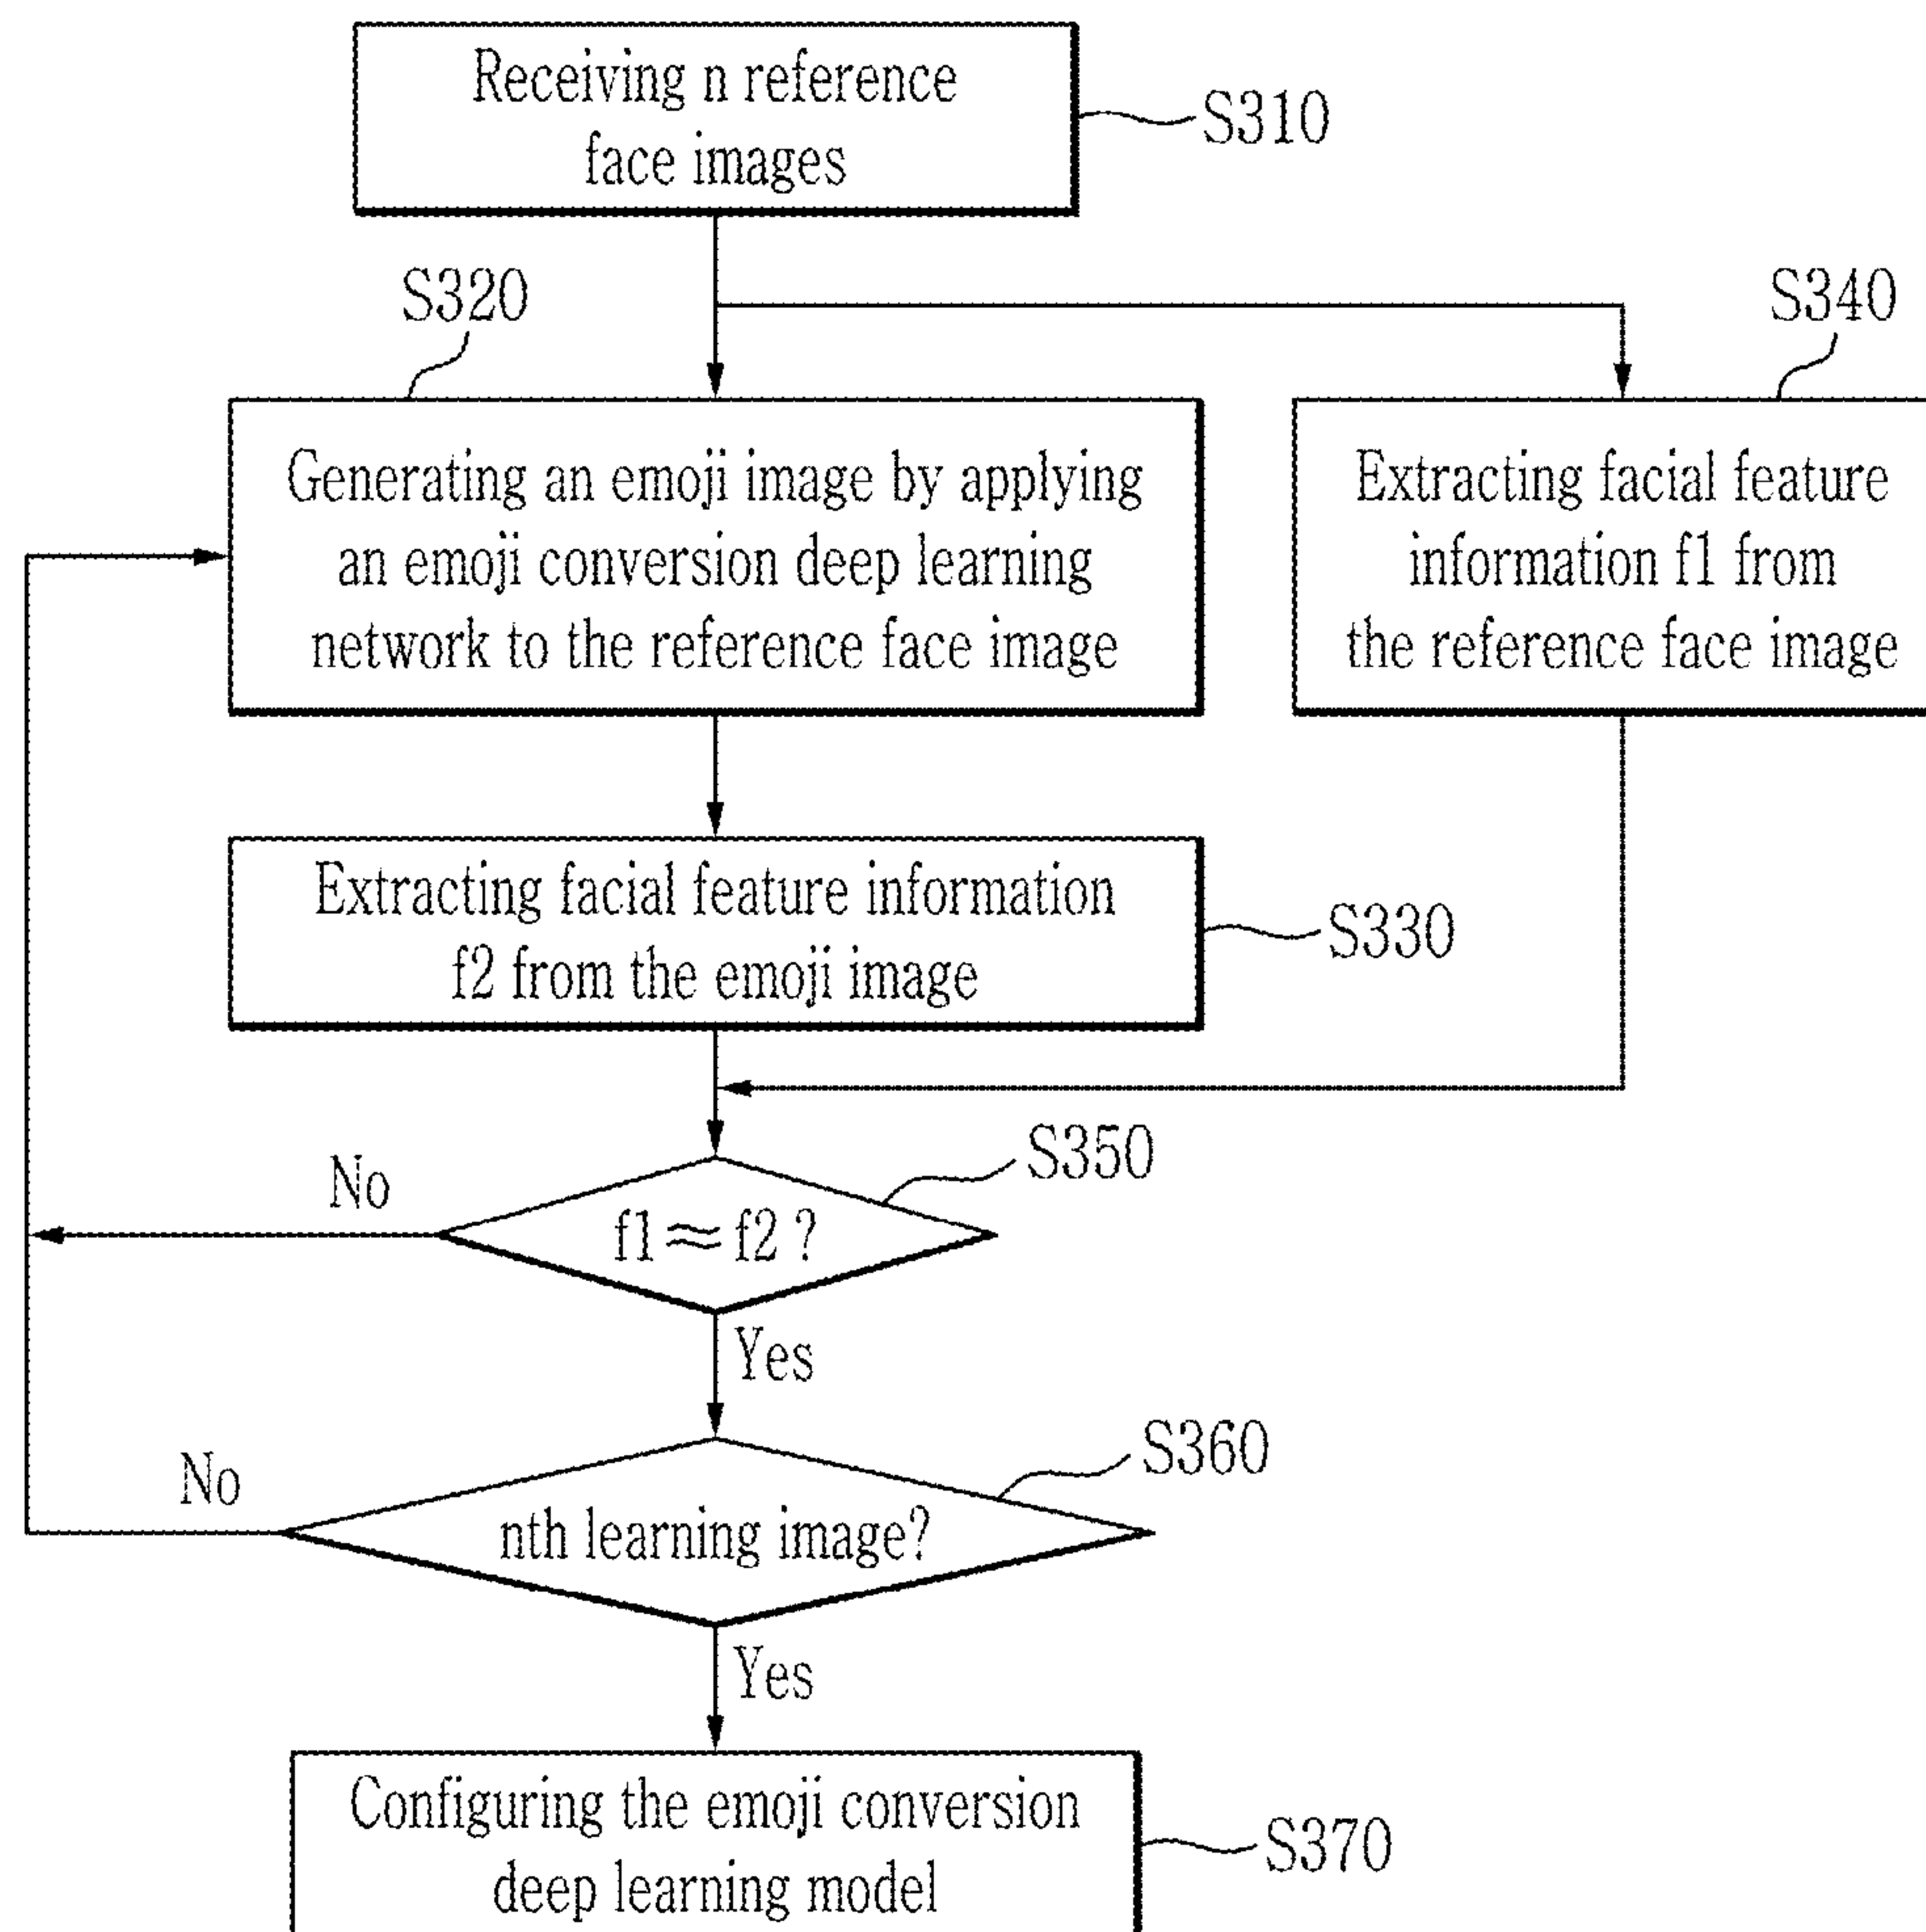 Receiving n reference
face images
S310
S320
S340
Generating an emoji image by applying
an emoji conversion deep learning
network to the reference face image
Extracting facial feature
information f1 from
the reference face image
Extracting facial feature information
f2 from the emoji image
S330
S350
No
f1≈f2 ?
Yes
S360
No
nth learning image?
Yes
Configuring the emoji conversion
deep learning model
S370